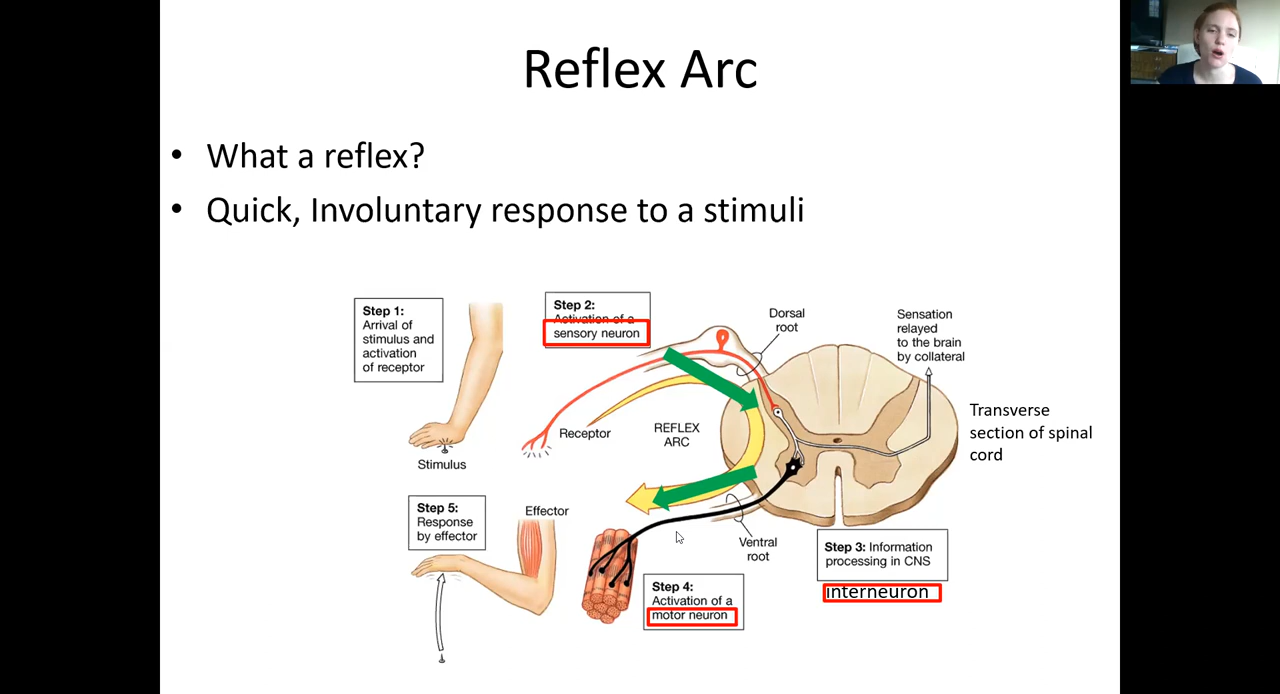 Reflex Arc
• What a reflex?
• Quick, Involuntary response to a stimuli
Step 1:
Arrival of
stimulus and
activation
of receptor
Stimulus
Step 2:
Activation of a
sensory neuron
Receptor
REFLEX
ARC
Dorsal
root
Sensation
relayed
to the brain
by collateral
Transverse
section of spinal
cord
Step 5:
Response
by effector
Effector
Step 4:
Activation of a
motor neuron
Ventral
root
Step 3: Information
processing in CNS
interneuron